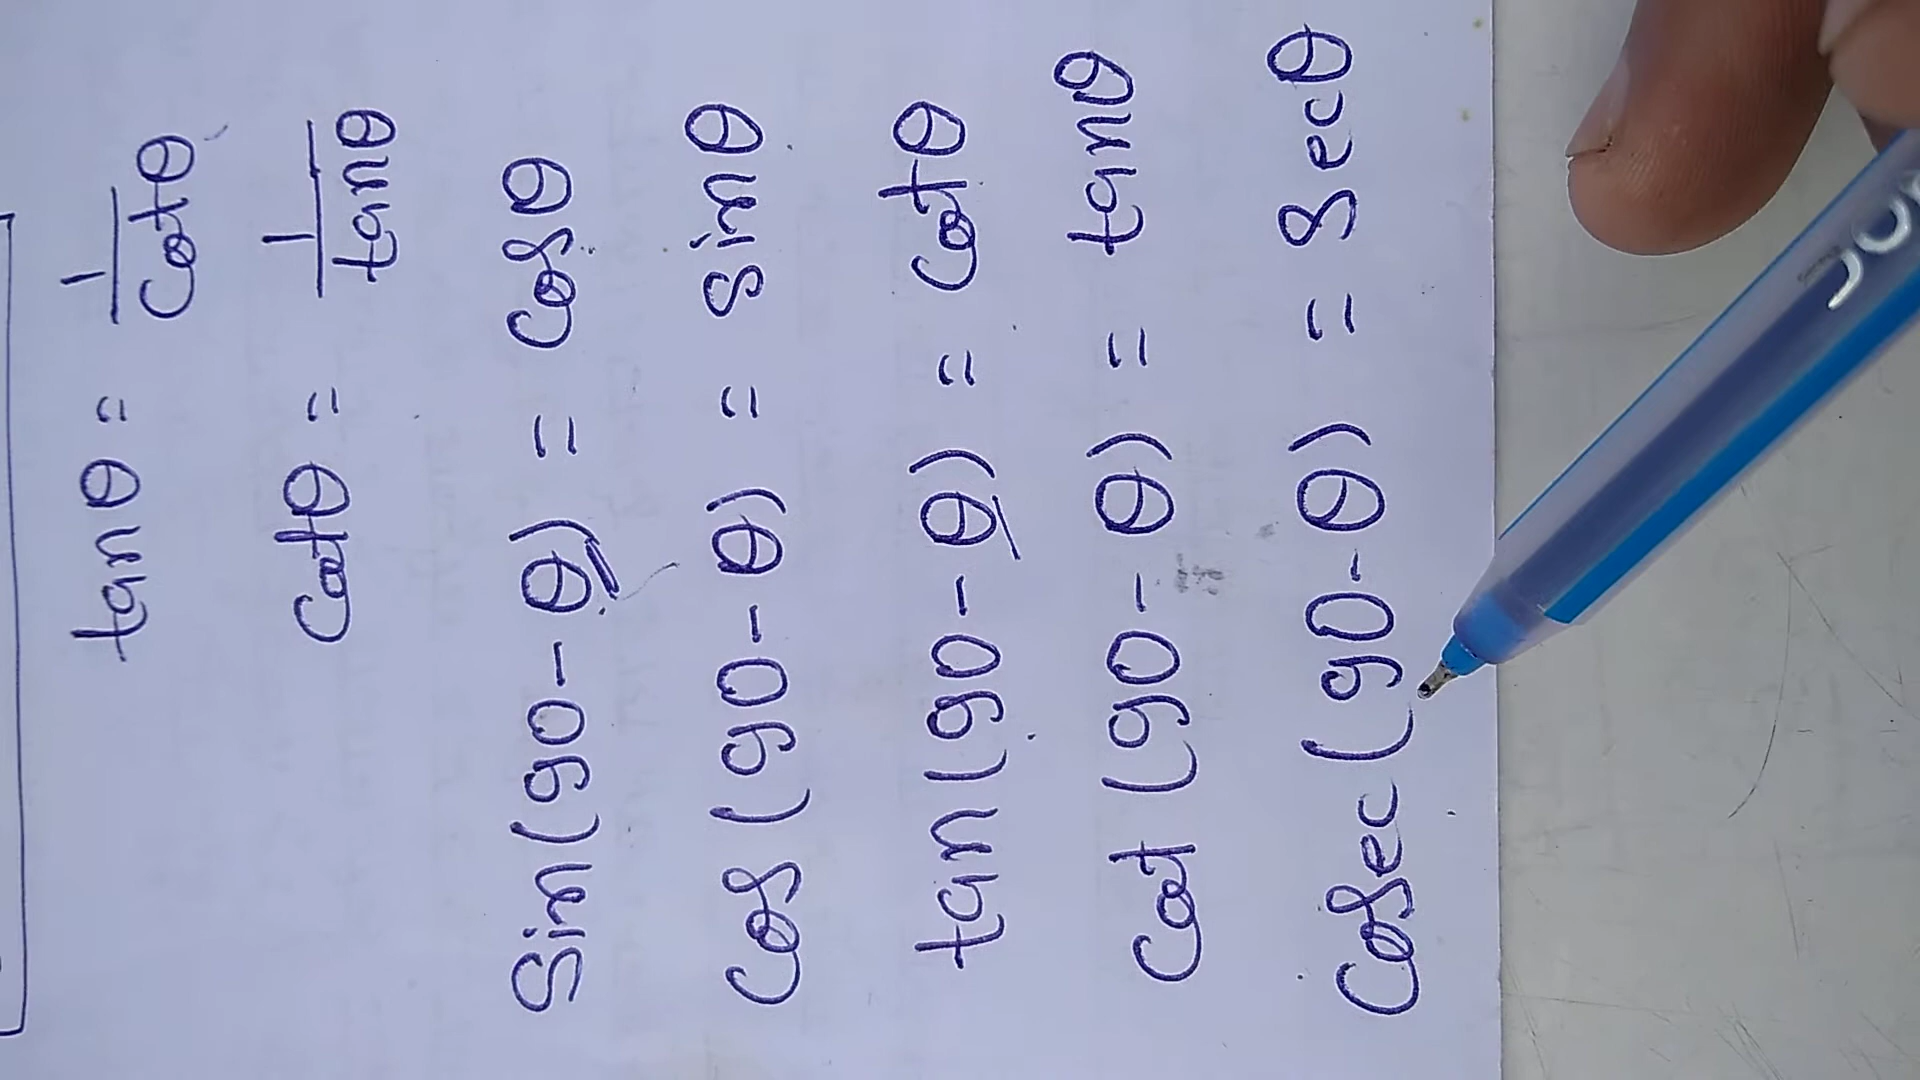 tanθ = 1/cotθ
cotθ = 1/tanθ
Sin(90-θ) = cosθ
Cos (90-θ) = sinθ
tan(90-θ) = cotθ
Cot (90-θ) = tanθ
Cosec (90-θ) = Secθ